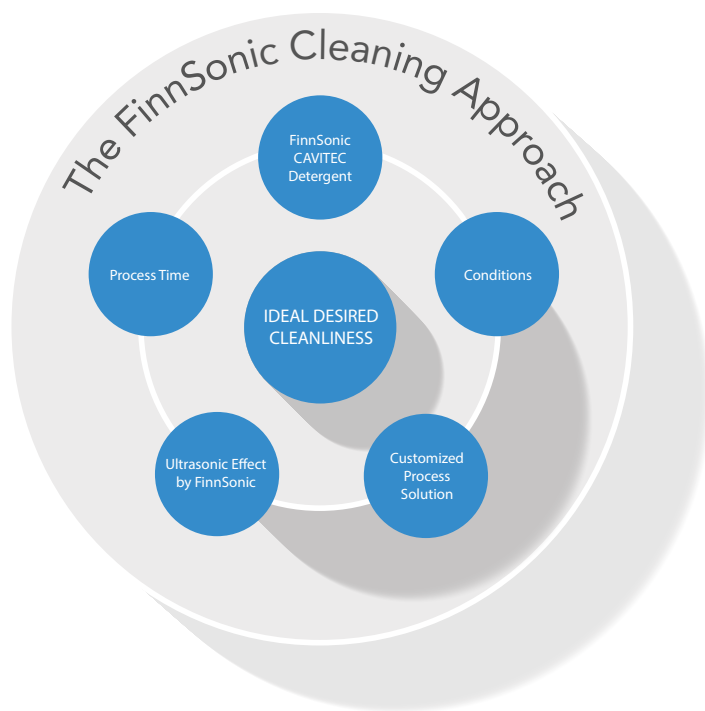 The FinnSonic Cleaning Approach
FinnSonic
CAVITEC
Detergent
Process Time
Conditions
IDEAL DESIRED
CLEANLINESS
Ultrasonic Effect
by FinnSonic
Customized
Process
Solution